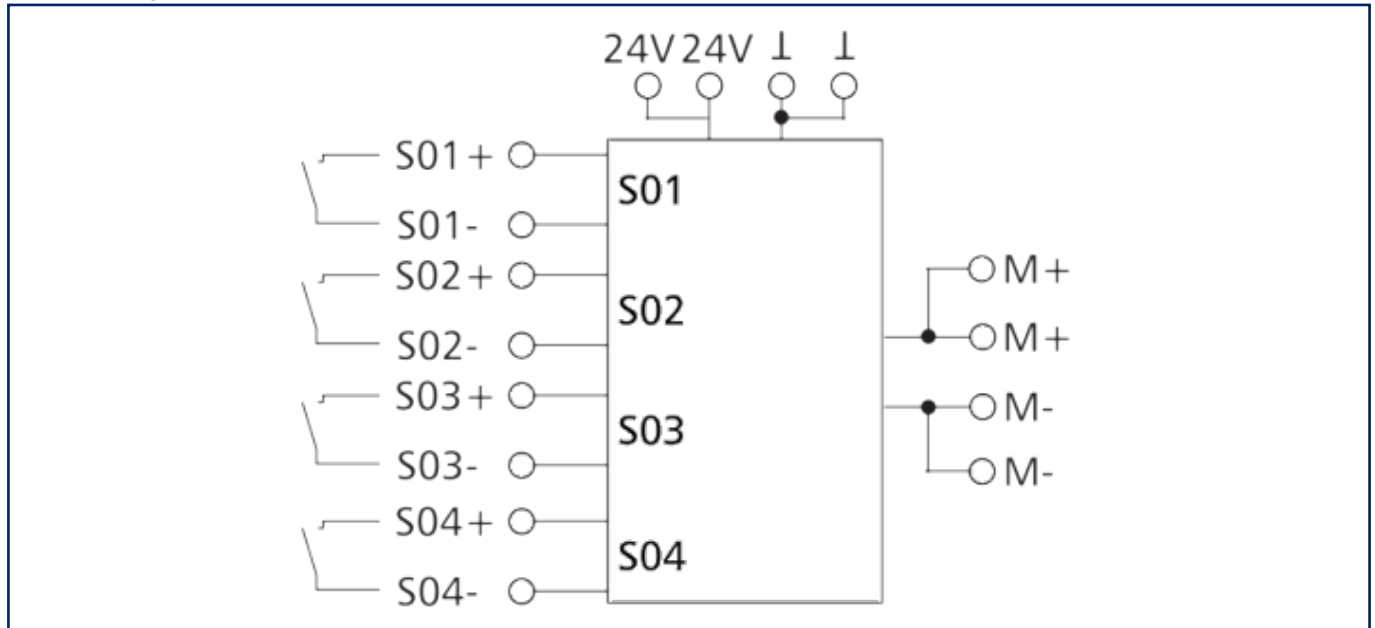 24V 24V ⊥ ⊥
S01+
S01
S01-
S02+
S02
S02-
S03+
S03
S03-
S04+
S04
S04-
M+
M+
M-
M-